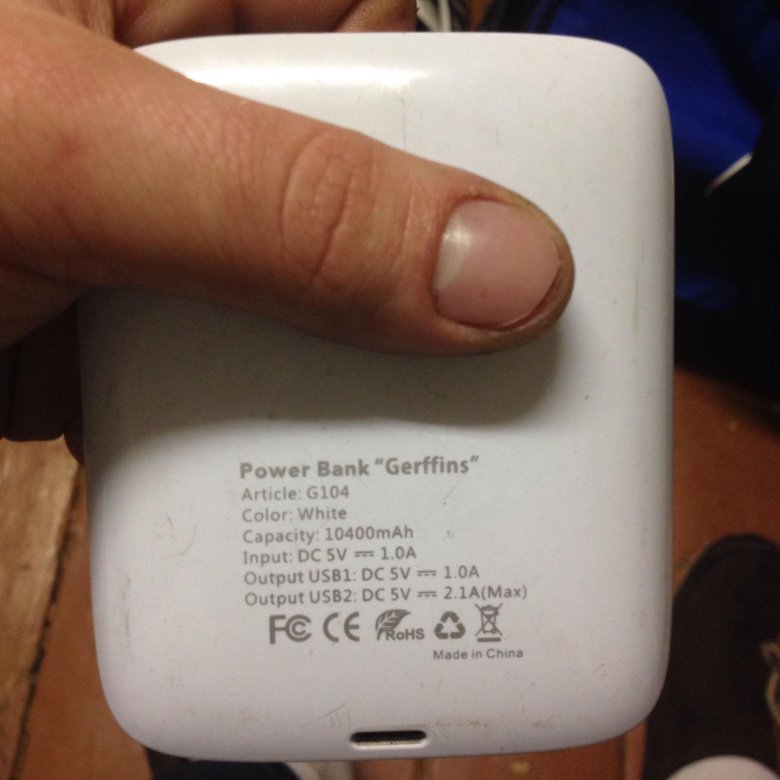 Power Bank "Gerffins"
Article: G104
Color: White
Capacity: 10400mAh
Input: DC 5V ⎓ 1.0A
Output USB1: DC 5V ⎓ 1.0A
Output USB2: DC 5V ⎓ 2.1A(Max)
FC CE RoHS
Made in China